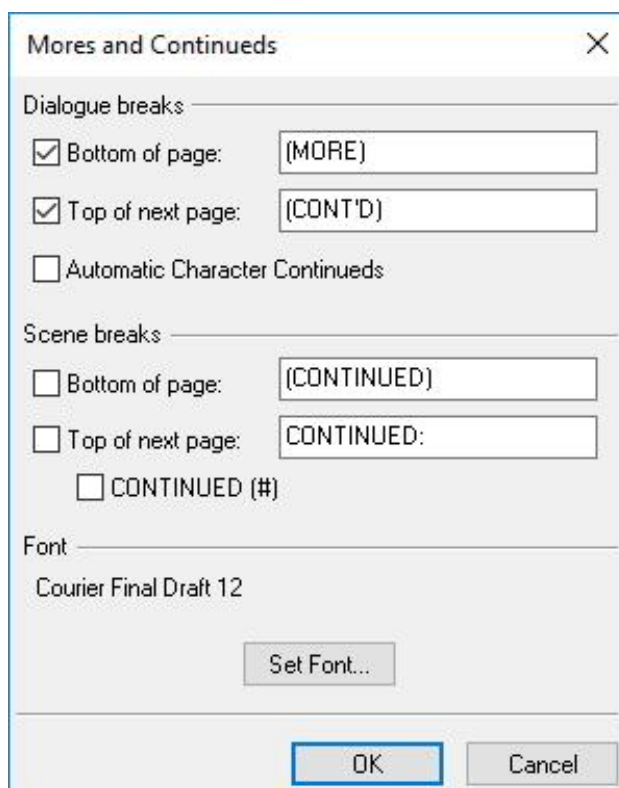 Mores and Continueds
Dialogue breaks
Bottom of page: (MORE)
Top of next page: (CONT'D)
Automatic Character Continueds
Scene breaks
Bottom of page: (CONTINUED)
Top of next page: CONTINUED:
CONTINUED (#)
Font
Courier Final Draft 12
Set Font...
OK Cancel